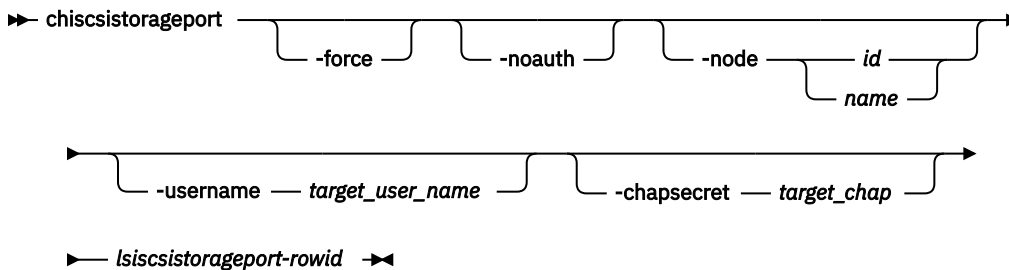 chiscsistorageport
-force -noauth -node id
name
-username target_user_name -chapsecret target_chap
lsiscsistorageport-rowid